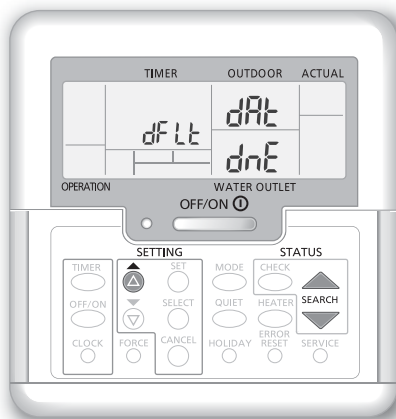 TIMER OUTDOOR ACTUAL
dAt
dFLt
dnE
OPERATION WATER OUTLET
OFF/ON
SETTING STATUS
TIMER SET MODE CHECK
SEARCH
OFF/ON SELECT QUIET HEATER
CLOCK FORCE CANCEL HOLIDAY ERROR RESET SERVICE